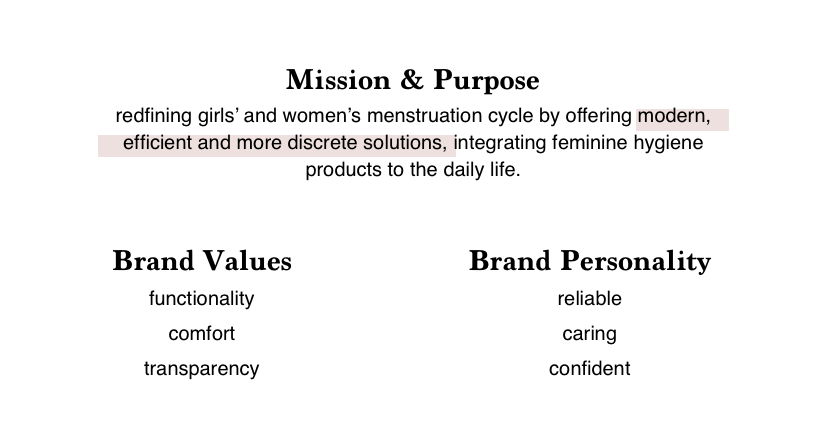 Mission & Purpose
redfining girls’ and women’s menstruation cycle by offering modern,
efficient and more discrete solutions, integrating feminine hygiene
products to the daily life.
Brand Values
functionality
comfort
transparency
Brand Personality
reliable
caring
confident